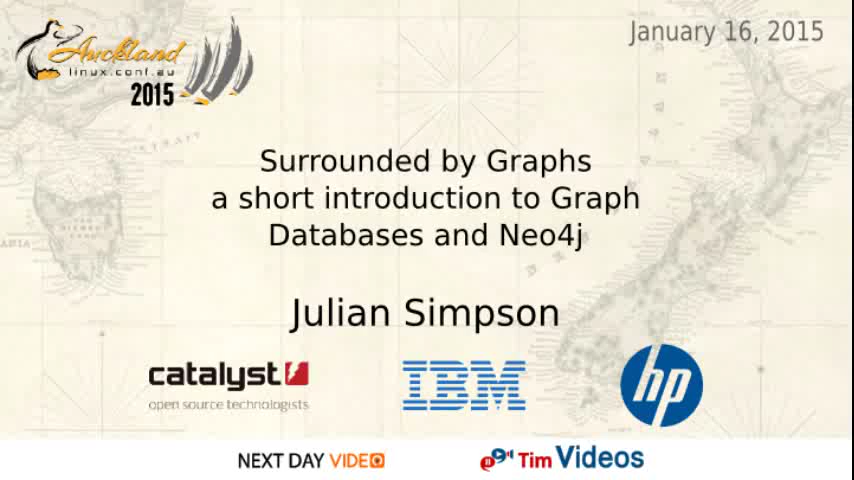 Auckland
linux.conf.au
2015
January 16, 2015
Surrounded by Graphs
a short introduction to Graph
Databases and Neo4j
Julian Simpson
catalyst
open source technologists
IBM
hp
NEXT DAY VIDEO
Tim Videos